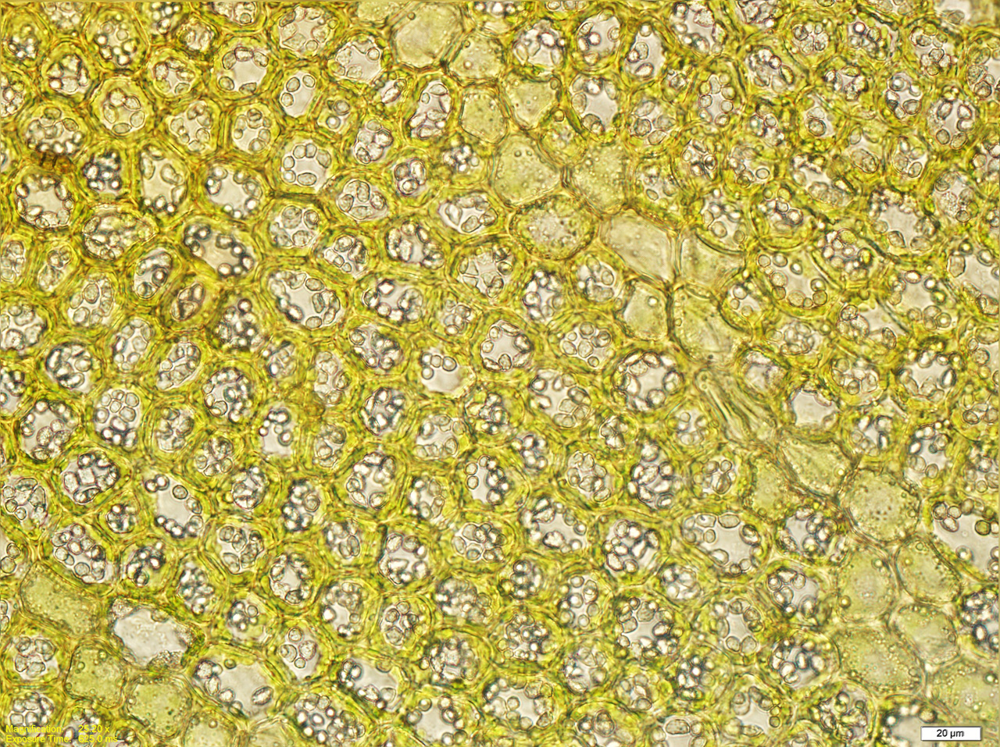 Magnification: 25.20 x
Exposure Time: 625.0 ms
20 µm